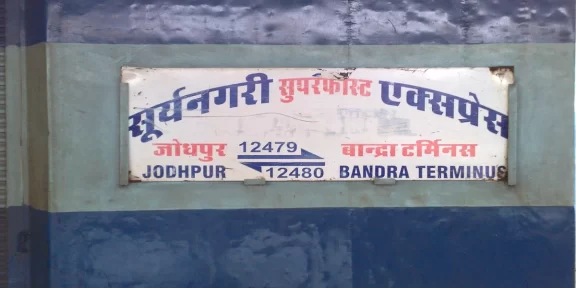 सूर्यनगरी सुपरफास्ट एक्सप्रेस
जोधपुर 12479 बान्द्रा टर्मिनस
JODHPUR 12480 BANDRA TERMINUS